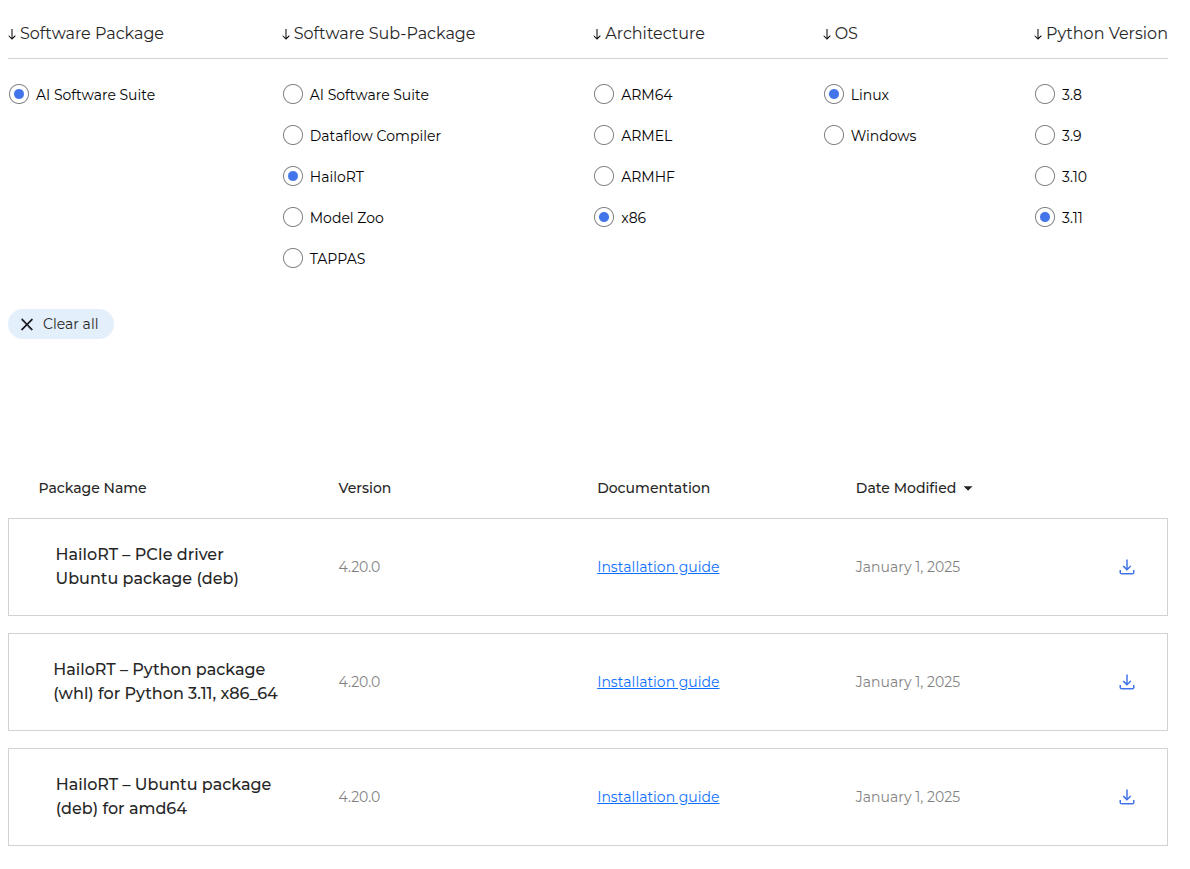 ↓ Software Package
↓ Software Sub-Package
↓ Architecture
↓ OS
↓ Python Version
AI Software Suite
AI Software Suite
ARM64
Linux
3.8
Dataflow Compiler
ARMEL
Windows
3.9
HailoRT
ARMHF
3.10
Model Zoo
x86
3.11
TAPPAS
Clear all
Package Name
Version
Documentation
Date Modified
HailoRT – PCIe driver
Ubuntu package (deb)
4.20.0
Installation guide
January 1, 2025
HailoRT – Python package
(whl) for Python 3.11, x86_64
4.20.0
Installation guide
January 1, 2025
HailoRT – Ubuntu package
(deb) for amd64
4.20.0
Installation guide
January 1, 2025